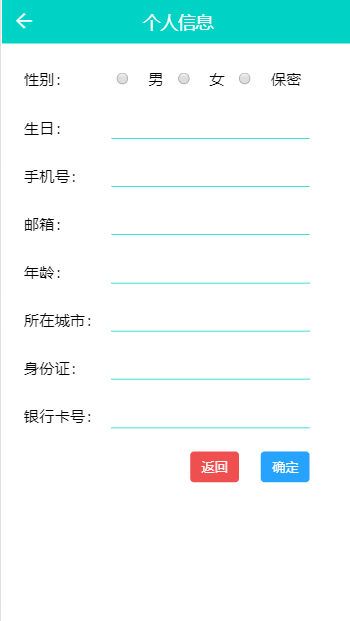 个人信息
性别： 男 女 保密
生日：
手机号：
邮箱：
年龄：
所在城市：
身份证：
银行卡号：
返回 确定